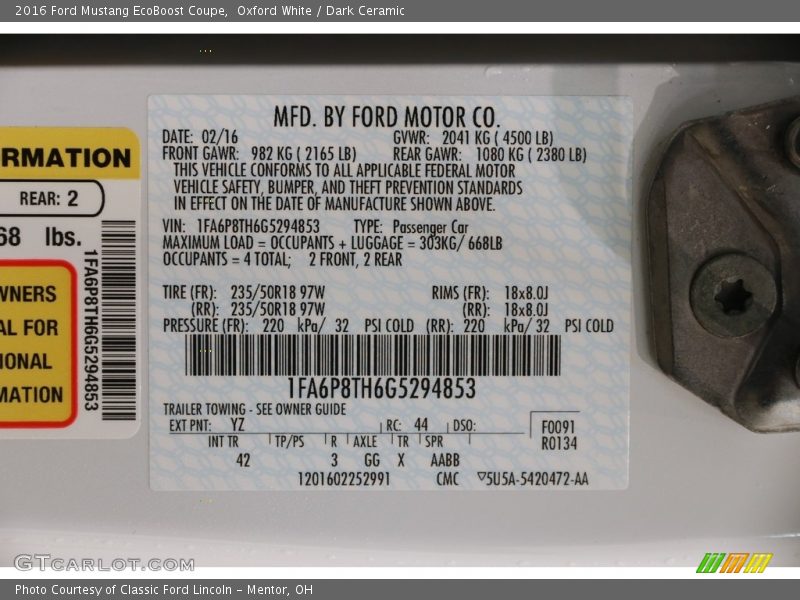 2016 Ford Mustang EcoBoost Coupe,  Oxford White / Dark Ceramic
RMATION
REAR: 2
68 lbs.
WNERS
AL FOR
IONAL
MATION
1FA6P8TH6G5294853
MFD. BY FORD MOTOR CO.
DATE: 02/16 GVWR: 2041 KG ( 4500 LB)
FRONT GAWR: 982 KG ( 2165 LB) REAR GAWR: 1080 KG ( 2380 LB)
THIS VEHICLE CONFORMS TO ALL APPLICABLE FEDERAL MOTOR
VEHICLE SAFETY, BUMPER, AND THEFT PREVENTION STANDARDS
IN EFFECT ON THE DATE OF MANUFACTURE SHOWN ABOVE.
VIN: 1FA6P8TH6G5294853 TYPE: Passenger Car
MAXIMUM LOAD = OCCUPANTS + LUGGAGE = 303KG/ 668LB
OCCUPANTS = 4 TOTAL; 2 FRONT, 2 REAR
TIRE (FR): 235/50R18 97W RIMS (FR): 18x8.0J
(RR): 235/50R18 97W (RR): 18x8.0J
PRESSURE (FR): 220 kPa/ 32 PSI COLD (RR): 220 kPa/ 32 PSI COLD
1FA6P8TH6G5294853
TRAILER TOWING - SEE OWNER GUIDE
EXT PNT: YZ RC: 44 DSO: F0091
INT TR TP/PS R AXLE TR SPR R0134
42 3 GG X AABB
1201602252991 CMC ▽5U5A-5420472-AA
GTCARLOT.COM
Photo Courtesy of Classic Ford Lincoln - Mentor, OH